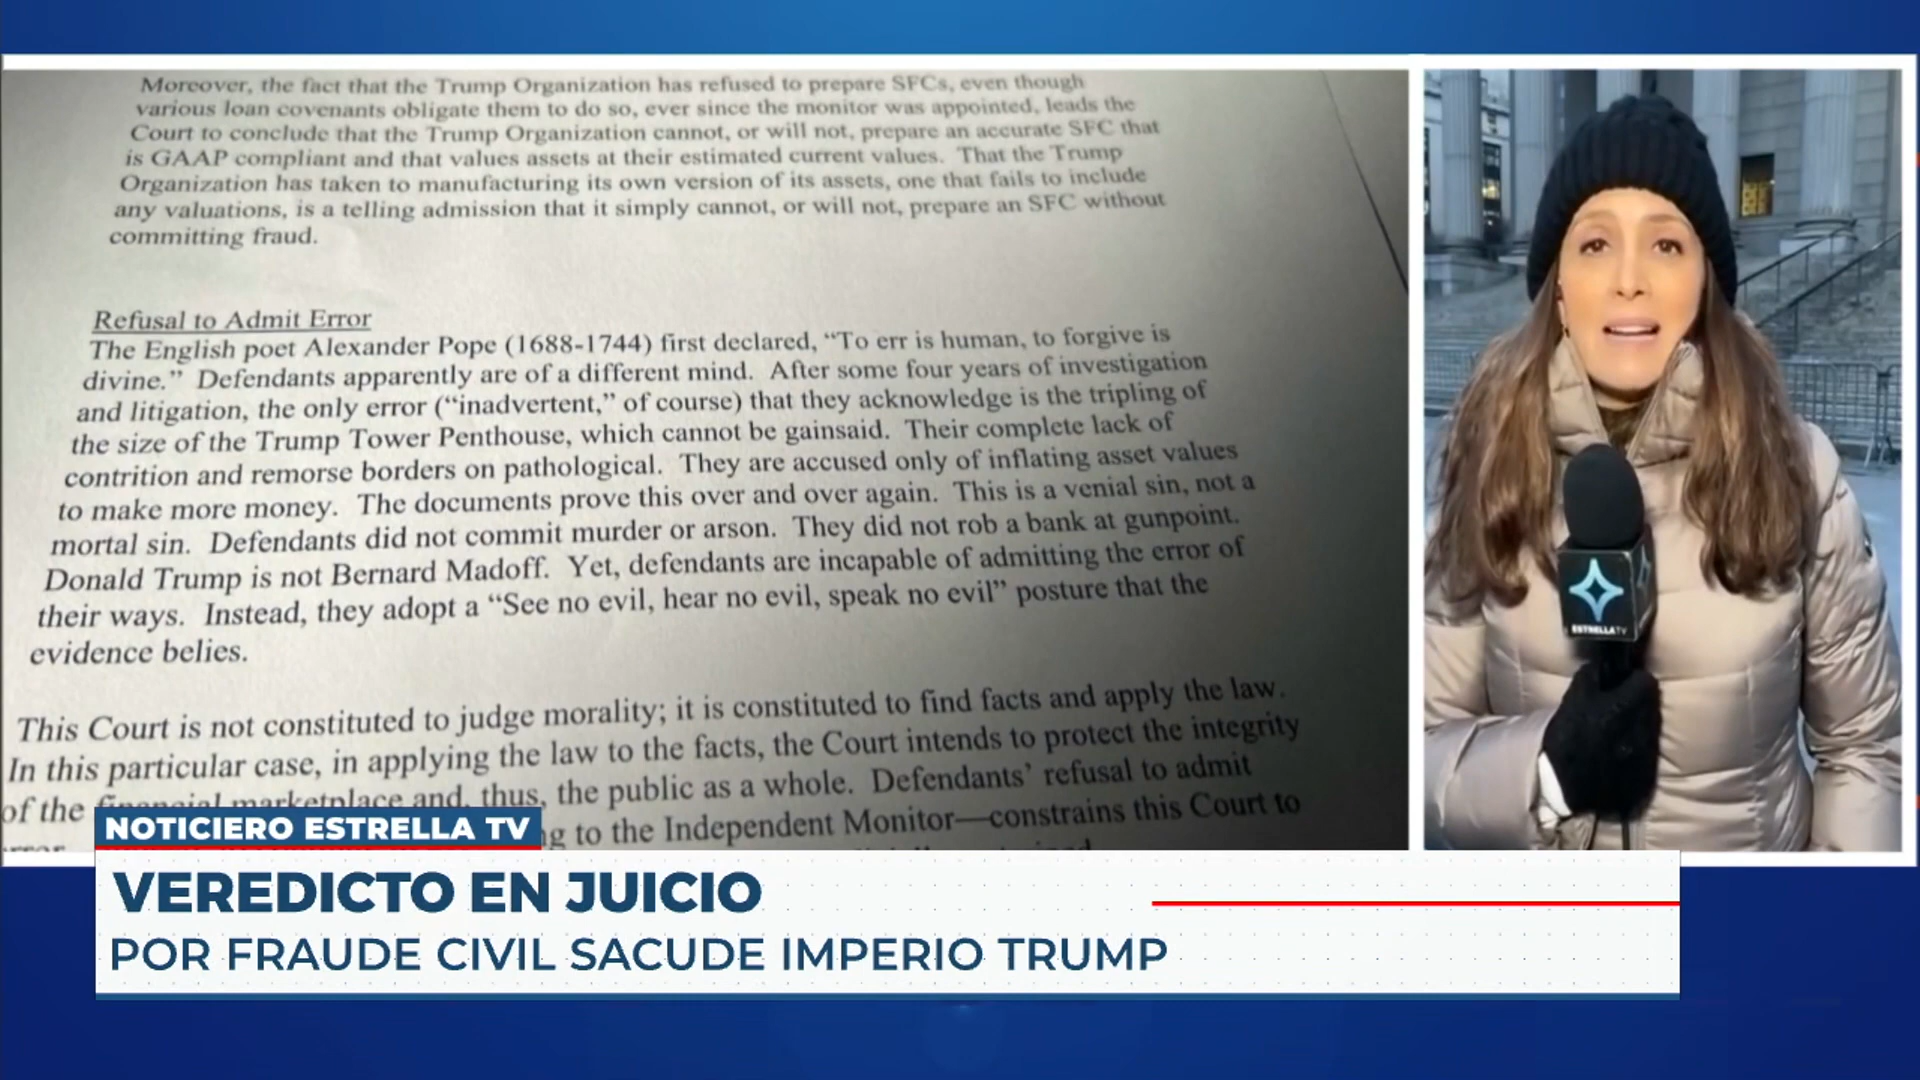 Moreover, the fact that the Trump Organization has refused to prepare SFCs, even though
various loan covenants obligate them to do so, ever since the monitor was appointed, leads the
Court to conclude that the Trump Organization cannot, or will not, prepare an accurate SFC that
is GAAP compliant and that values assets at their estimated current values. That the Trump
Organization has taken to manufacturing its own version of its assets, one that fails to include
any valuations, is a telling admission that it simply cannot, or will not, prepare an SFC without
committing fraud.
Refusal to Admit Error
The English poet Alexander Pope (1688-1744) first declared, “To err is human, to forgive is
divine.” Defendants apparently are of a different mind. After some four years of investigation
and litigation, the only error (“inadvertent,” of course) that they acknowledge is the tripling of
the size of the Trump Tower Penthouse, which cannot be gainsaid. Their complete lack of
contrition and remorse borders on pathological. They are accused only of inflating asset values
to make more money. The documents prove this over and over again. This is a venial sin, not a
mortal sin. Defendants did not commit murder or arson. They did not rob a bank at gunpoint.
Donald Trump is not Bernard Madoff. Yet, defendants are incapable of admitting the error of
their ways. Instead, they adopt a “See no evil, hear no evil, speak no evil” posture that the
evidence belies.
This Court is not constituted to judge morality; it is constituted to find facts and apply the law.
In this particular case, in applying the law to the facts, the Court intends to protect the integrity
of the financial marketplace and, thus, the public as a whole. Defendants’ refusal to admit
to the Independent Monitor—constrains this Court to
NOTICIERO ESTRELLA TV
VEREDICTO EN JUICIO
POR FRAUDE CIVIL SACUDE IMPERIO TRUMP
ESTRELLA TV